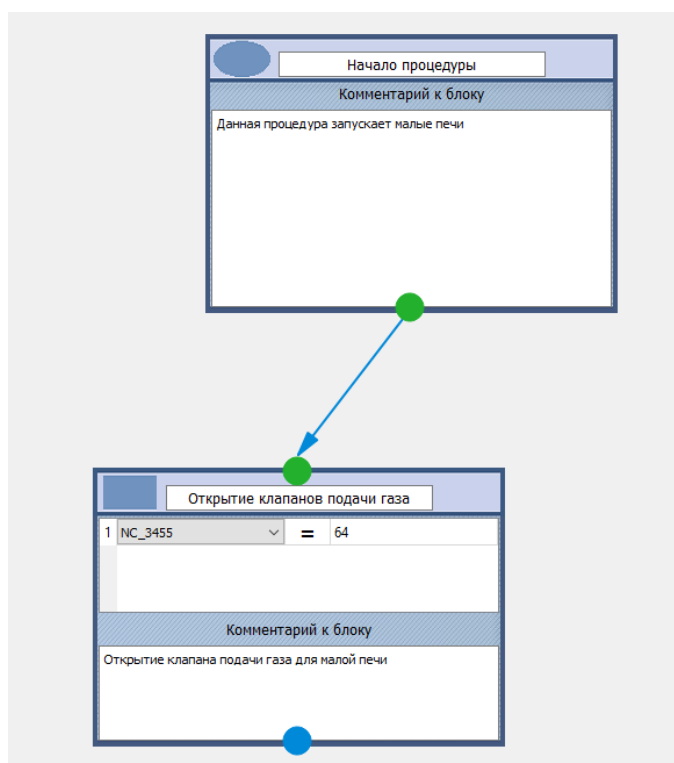 Начало процедуры
Комментарий к блоку
Данная процедура запускает малые печи
Открытие клапанов подачи газа
1 NC_3455 = 64
Комментарий к блоку
Открытие клапана подачи газа для малой печи